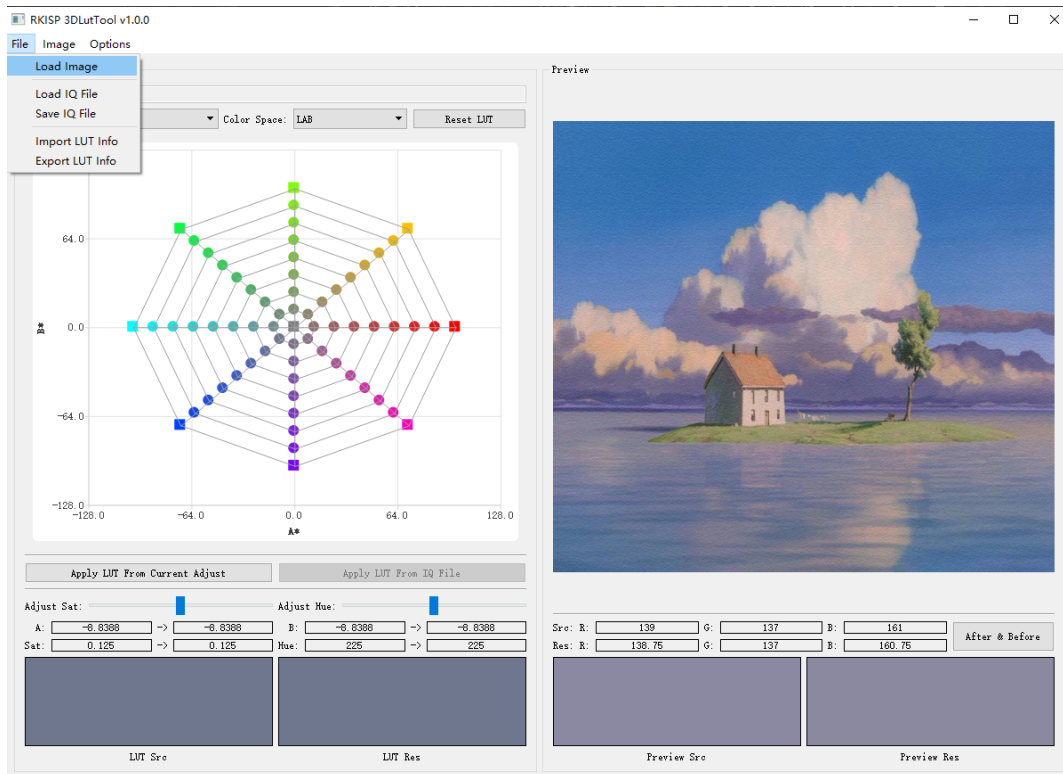 RKISP 3DLutTool v1.0.0
File Image Options
Load Image
Load IQ File
Save IQ File
Import LUT Info
Export LUT Info
Color Space: LAB Reset LUT
64.0
0.0
-64.0
-128.0
B*
-128.0 -64.0 0.0 64.0 128.0
A*
Apply LUT From Current Adjust Apply LUT From IQ File
Adjust Sat: Adjust Hue:
A: -8.8388 -> -8.8388 B: -8.8388 -> -8.8388
Sat: 0.125 -> 0.125 Hue: 225 -> 225
LUT Src LUT Res
Preview
Src: R: 139 G: 137 B: 161
Res: R: 138.75 G: 137 B: 160.75
After & Before
Preview Src Preview Res